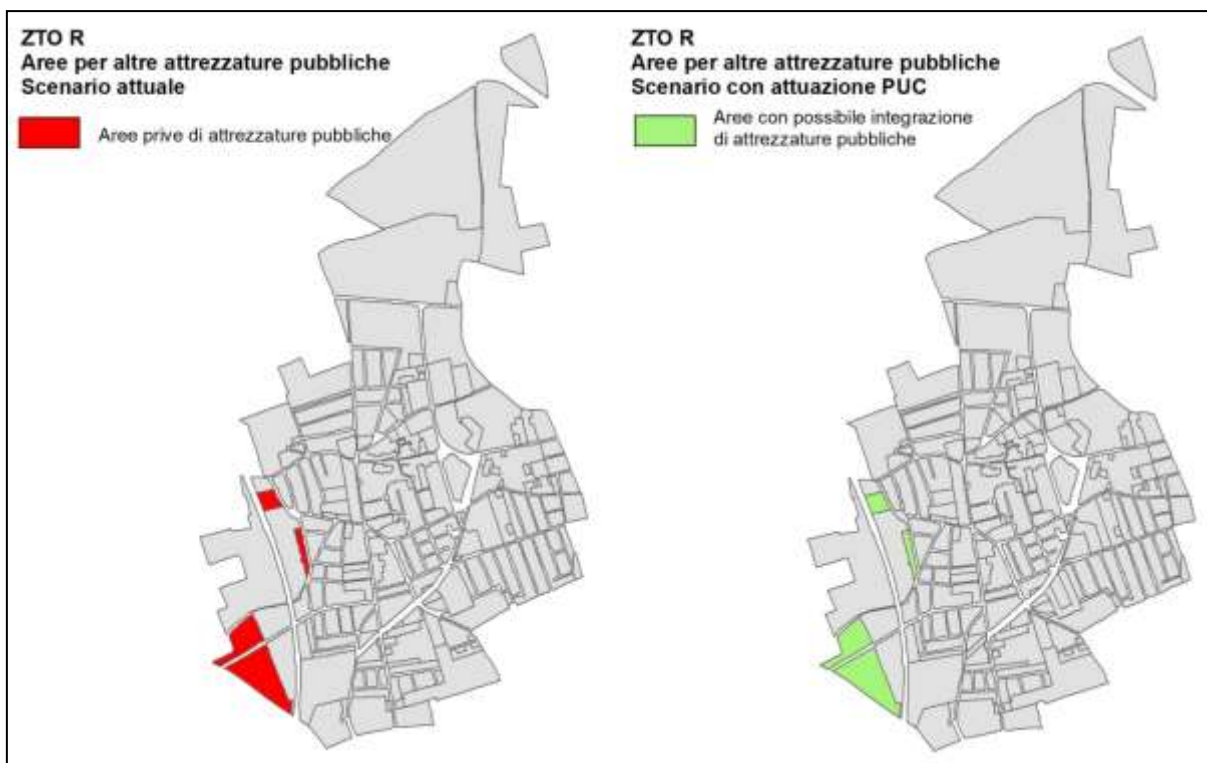 ZTO R
Aree per altre attrezzature pubbliche
Scenario attuale
Aree prive di attrezzature pubbliche
ZTO R
Aree per altre attrezzature pubbliche
Scenario con attuazione PUC
Aree con possibile integrazione
di attrezzature pubbliche